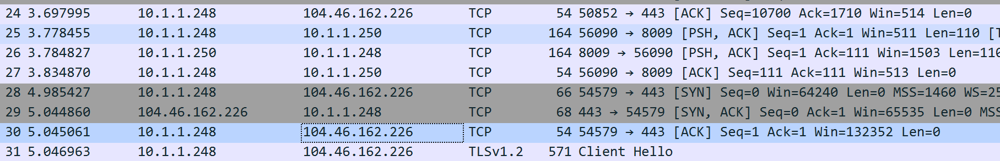 24 3.697995 10.1.1.248 104.46.162.226 TCP 54 50852 → 443 [ACK] Seq=10700 Ack=1710 Win=514 Len=0
25 3.778455 10.1.1.248 10.1.1.250 TCP 164 56090 → 8009 [PSH, ACK] Seq=1 Ack=1 Win=511 Len=110 [T
26 3.784827 10.1.1.250 10.1.1.248 TCP 164 8009 → 56090 [PSH, ACK] Seq=1 Ack=111 Win=1503 Len=110
27 3.834870 10.1.1.248 10.1.1.250 TCP 54 56090 → 8009 [ACK] Seq=111 Ack=111 Win=513 Len=0
28 4.985427 10.1.1.248 104.46.162.226 TCP 66 54579 → 443 [SYN] Seq=0 Win=64240 Len=0 MSS=1460 WS=25
29 5.044860 104.46.162.226 10.1.1.248 TCP 68 443 → 54579 [SYN, ACK] Seq=0 Ack=1 Win=65535 Len=0 MSS
30 5.045061 10.1.1.248 104.46.162.226 TCP 54 54579 → 443 [ACK] Seq=1 Ack=1 Win=132352 Len=0
31 5.046963 10.1.1.248 104.46.162.226 TLSv1.2 571 Client Hello